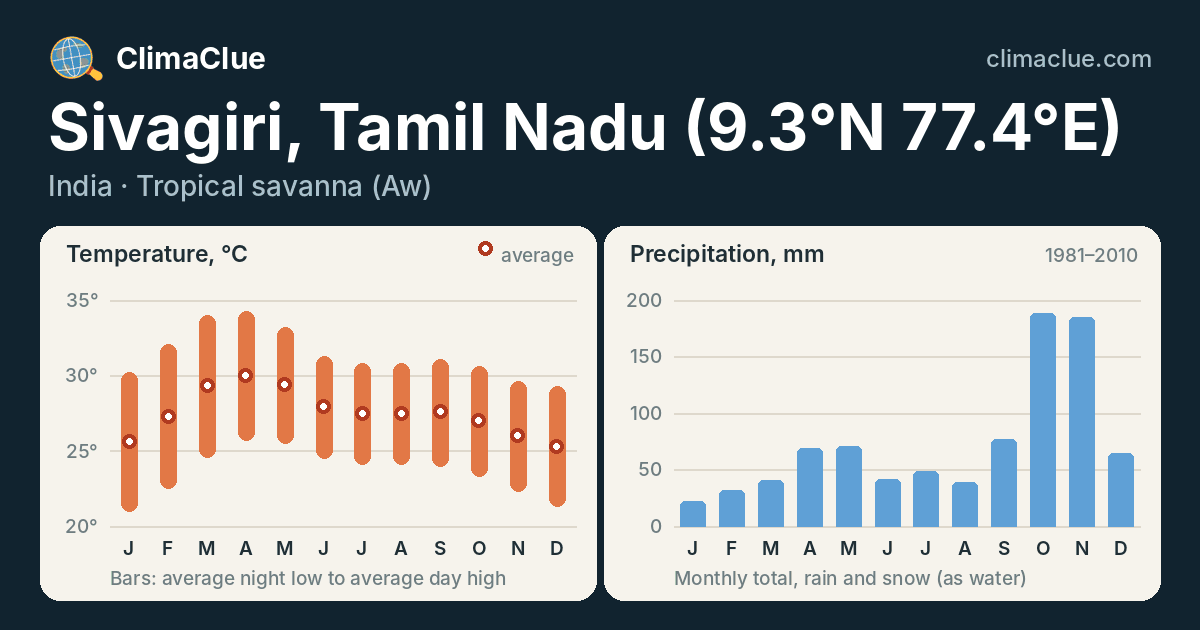 ClimaClue
climaclue.com
Sivagiri, Tamil Nadu (9.3°N 77.4°E)
India · Tropical savanna (Aw)
Temperature, °C
average
35°
30°
25°
20°
J F M A M J J A S O N D
Bars: average night low to average day high
Precipitation, mm
1981–2010
200
150
100
50
0
J F M A M J J A S O N D
Monthly total, rain and snow (as water)